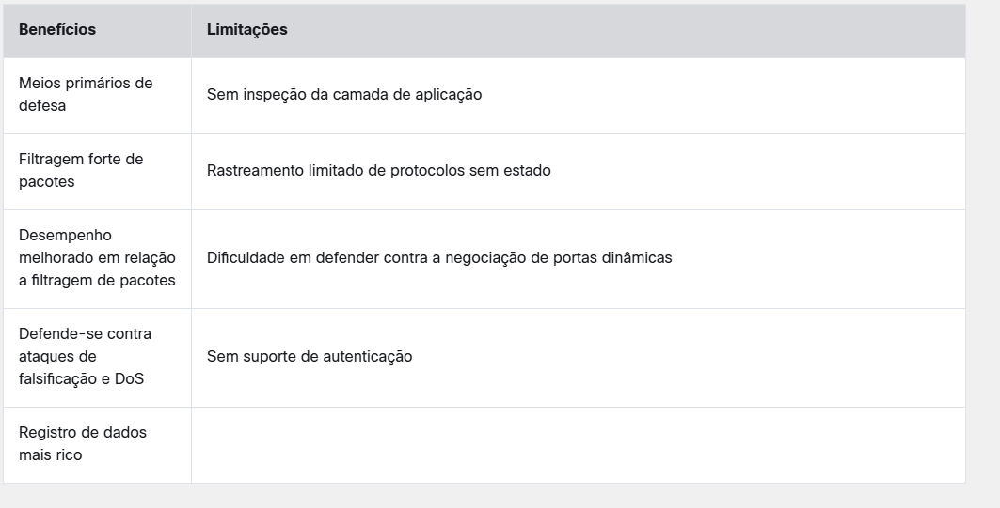 Benefícios
Limitações
Meios primários de
defesa
Sem inspeção da camada de aplicação
Filtragem forte de
pacotes
Rastreamento limitado de protocolos sem estado
Desempenho
melhorado em relação
a filtragem de pacotes
Dificuldade em defender contra a negociação de portas dinâmicas
Defende-se contra
ataques de
falsificação e DoS
Sem suporte de autenticação
Registro de dados
mais rico